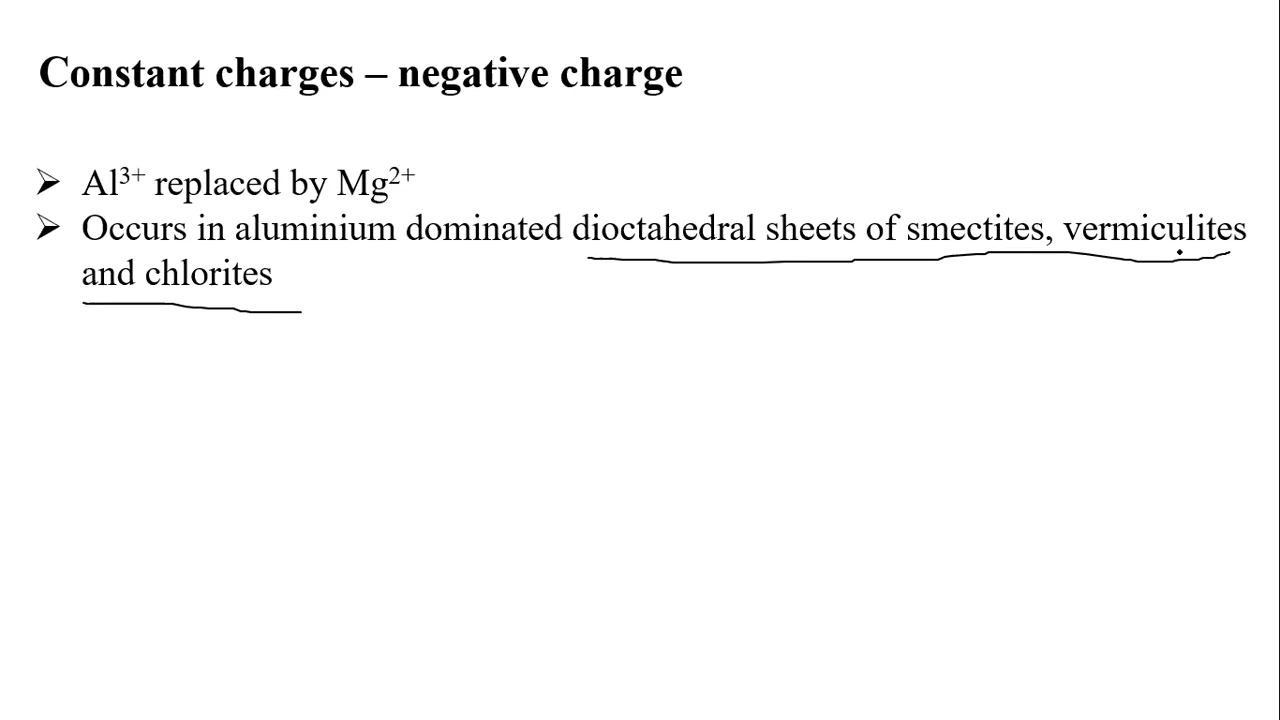 Constant charges – negative charge
➢ Al³⁺ replaced by Mg²⁺
➢ Occurs in aluminium dominated dioctahedral sheets of smectites, vermiculites
and chlorites